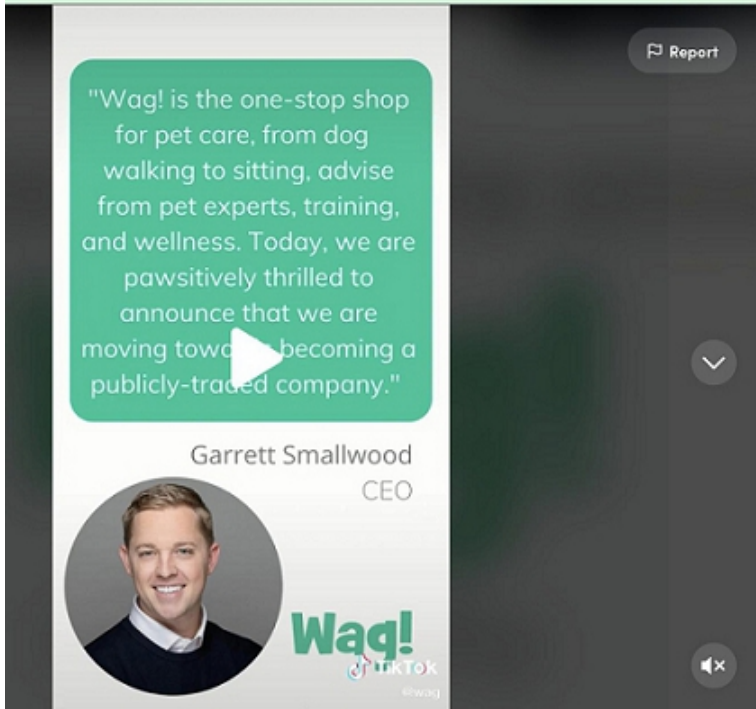 Report
"Wag! is the one-stop shop
for pet care, from dog
walking to sitting, advise
from pet experts, training,
and wellness. Today, we are
pawsitively thrilled to
announce that we are
moving becoming a
publicly-traded company."
Garrett Smallwood
CEO
Wag!
TikTok
@wag